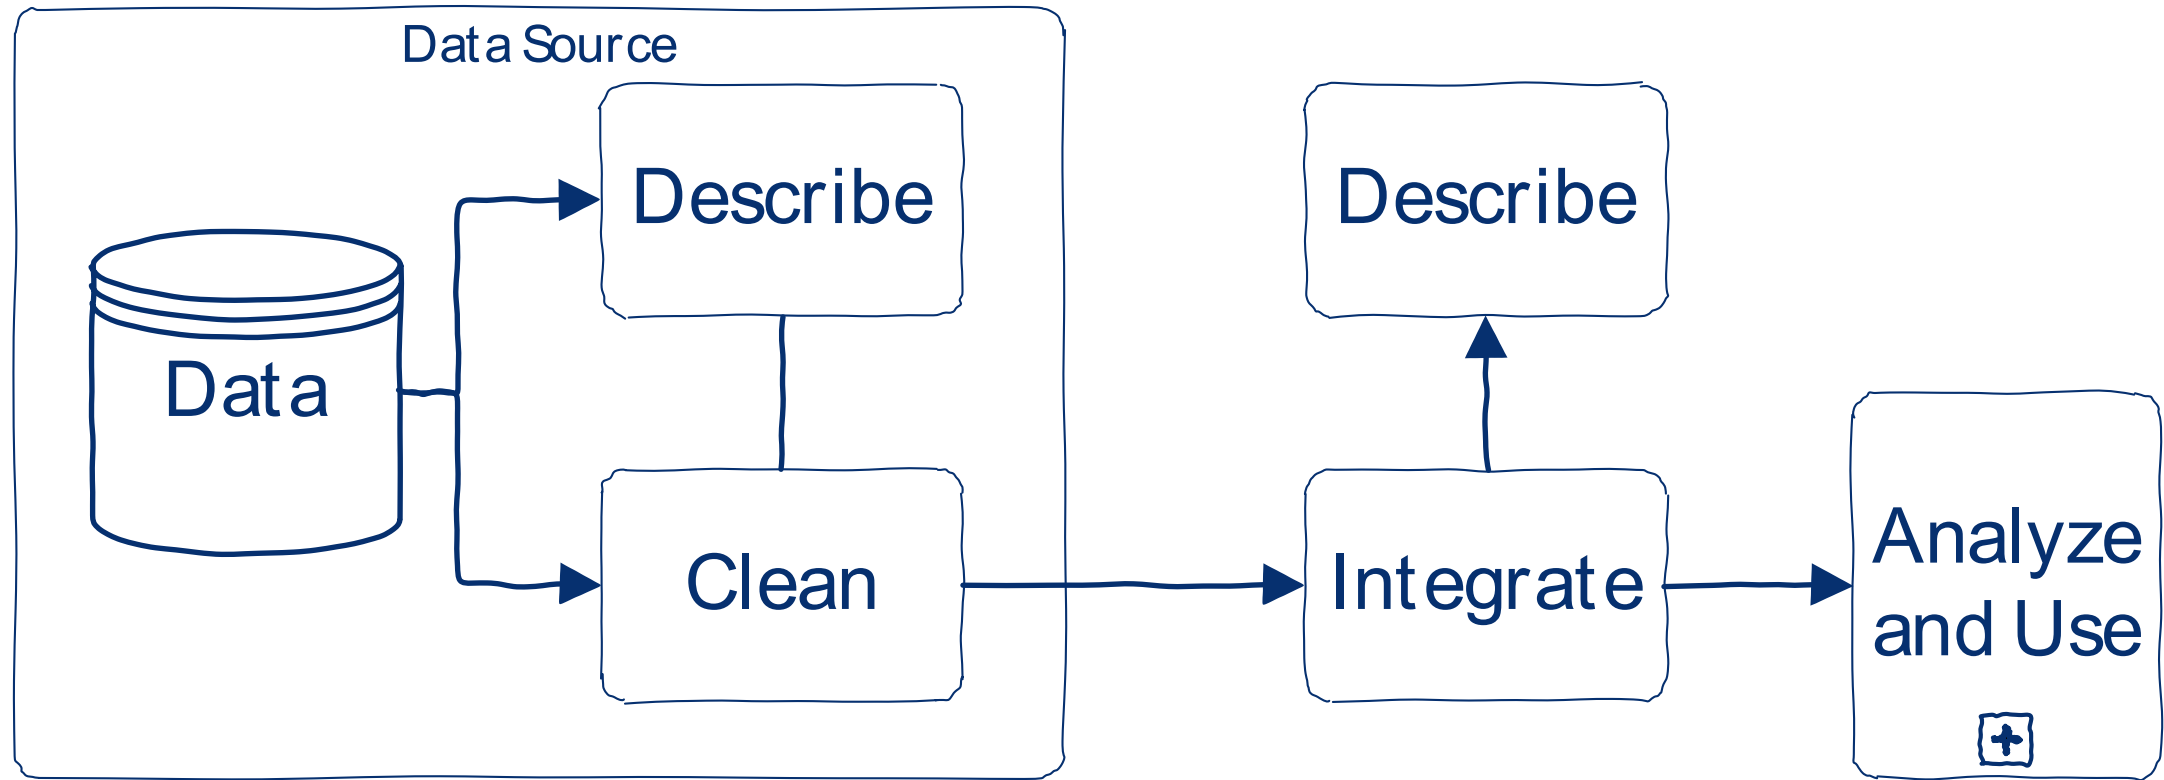 Data Source
Describe
Describe
Data
Clean
Integrate
Analyze
and Use